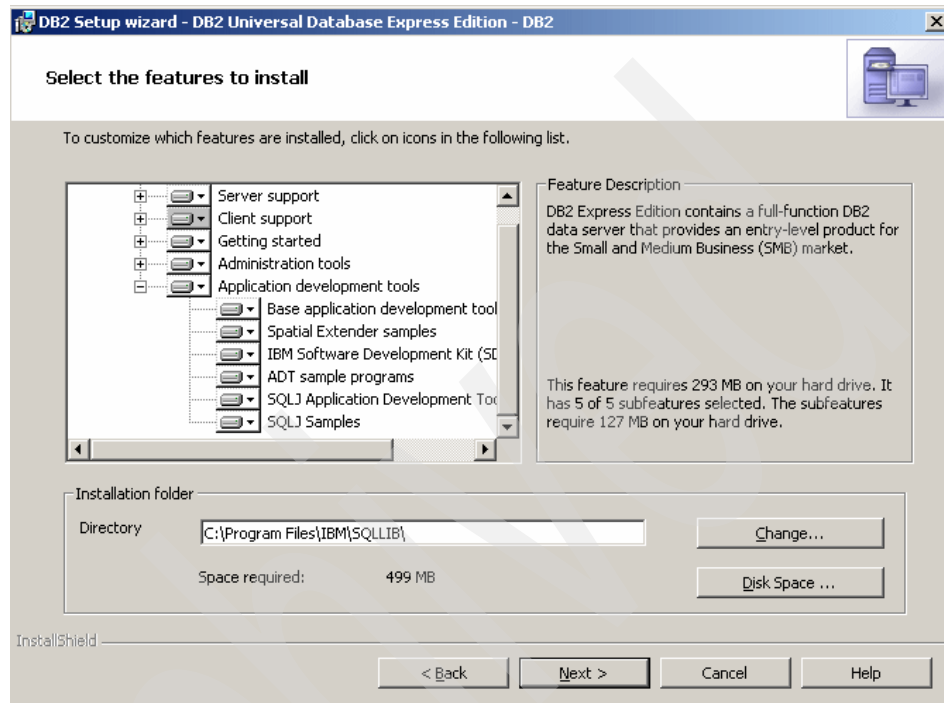 DB2 Setup wizard - DB2 Universal Database Express Edition - DB2
Select the features to install
To customize which features are installed, click on icons in the following list.
Server support
Client support
Getting started
Administration tools
Application development tools
Base application development tool
Spatial Extender samples
IBM Software Development Kit (SD
ADT sample programs
SQLJ Application Development Too
SQLJ Samples
Feature Description
DB2 Express Edition contains a full-function DB2
data server that provides an entry-level product for
the Small and Medium Business (SMB) market.
This feature requires 293 MB on your hard drive. It
has 5 of 5 subfeatures selected. The subfeatures
require 127 MB on your hard drive.
Installation folder
Directory
C:\Program Files\IBM\SQLLIB\
Change...
Space required: 499 MB
Disk Space ...
InstallShield
< Back
Next >
Cancel
Help